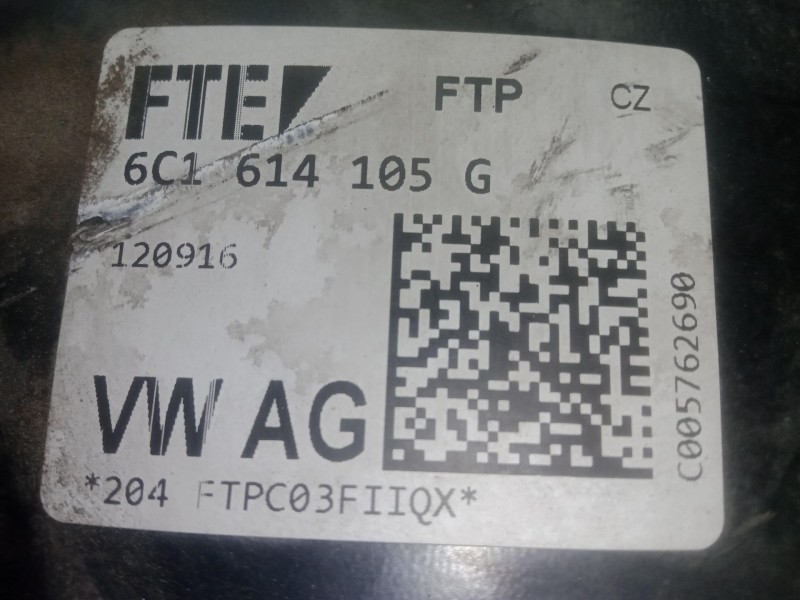 FTE FTP CZ
6C1 614 105 G
120916
VW AG
*204 FTPC03FIIQX*
C005762690